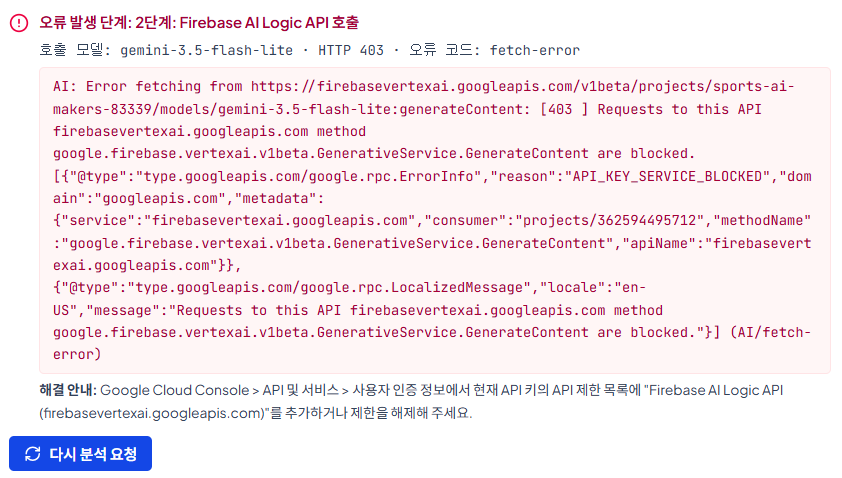 오류 발생 단계: 2단계: Firebase AI Logic API 호출
호출 모델: gemini-3.5-flash-lite · HTTP 403 · 오류 코드: fetch-error
AI: Error fetching from https://firebasevertexai.googleapis.com/v1beta/projects/sports-ai-
makers-83339/models/gemini-3.5-flash-lite:generateContent: [403 ] Requests to this API
firebasevertexai.googleapis.com method
google.firebase.vertexai.v1beta.GenerativeService.GenerateContent are blocked.
[{"@type":"type.googleapis.com/google.rpc.ErrorInfo","reason":"API_KEY_SERVICE_BLOCKED","dom
ain":"googleapis.com","metadata":
{"service":"firebasevertexai.googleapis.com","consumer":"projects/362594495712","methodName"
:"google.firebase.vertexai.v1beta.GenerativeService.GenerateContent","apiName":"firebasevert
exai.googleapis.com"}},
{"@type":"type.googleapis.com/google.rpc.LocalizedMessage","locale":"en-
US","message":"Requests to this API firebasevertexai.googleapis.com method
google.firebase.vertexai.v1beta.GenerativeService.GenerateContent are blocked."}] (AI/fetch-
error)
해결 안내: Google Cloud Console > API 및 서비스 > 사용자 인증 정보에서 현재 API 키의 API 제한 목록에 "Firebase AI Logic API
(firebasevertexai.googleapis.com)"를 추가하거나 제한을 해제해 주세요.
다시 분석 요청